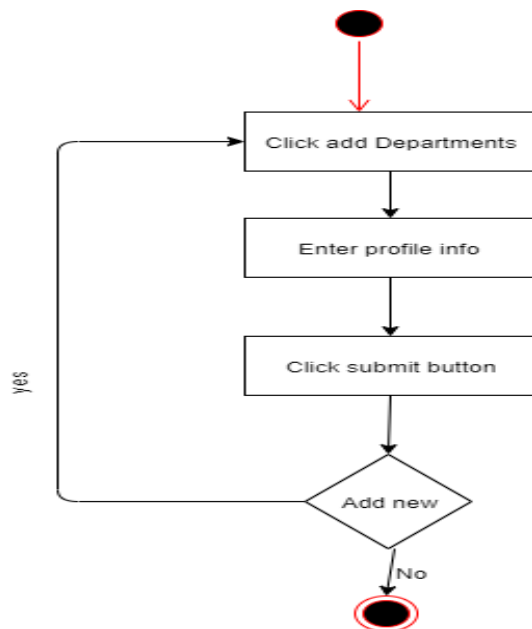 Click add Departments
Enter profile info
Click submit button
yes
Add new
No